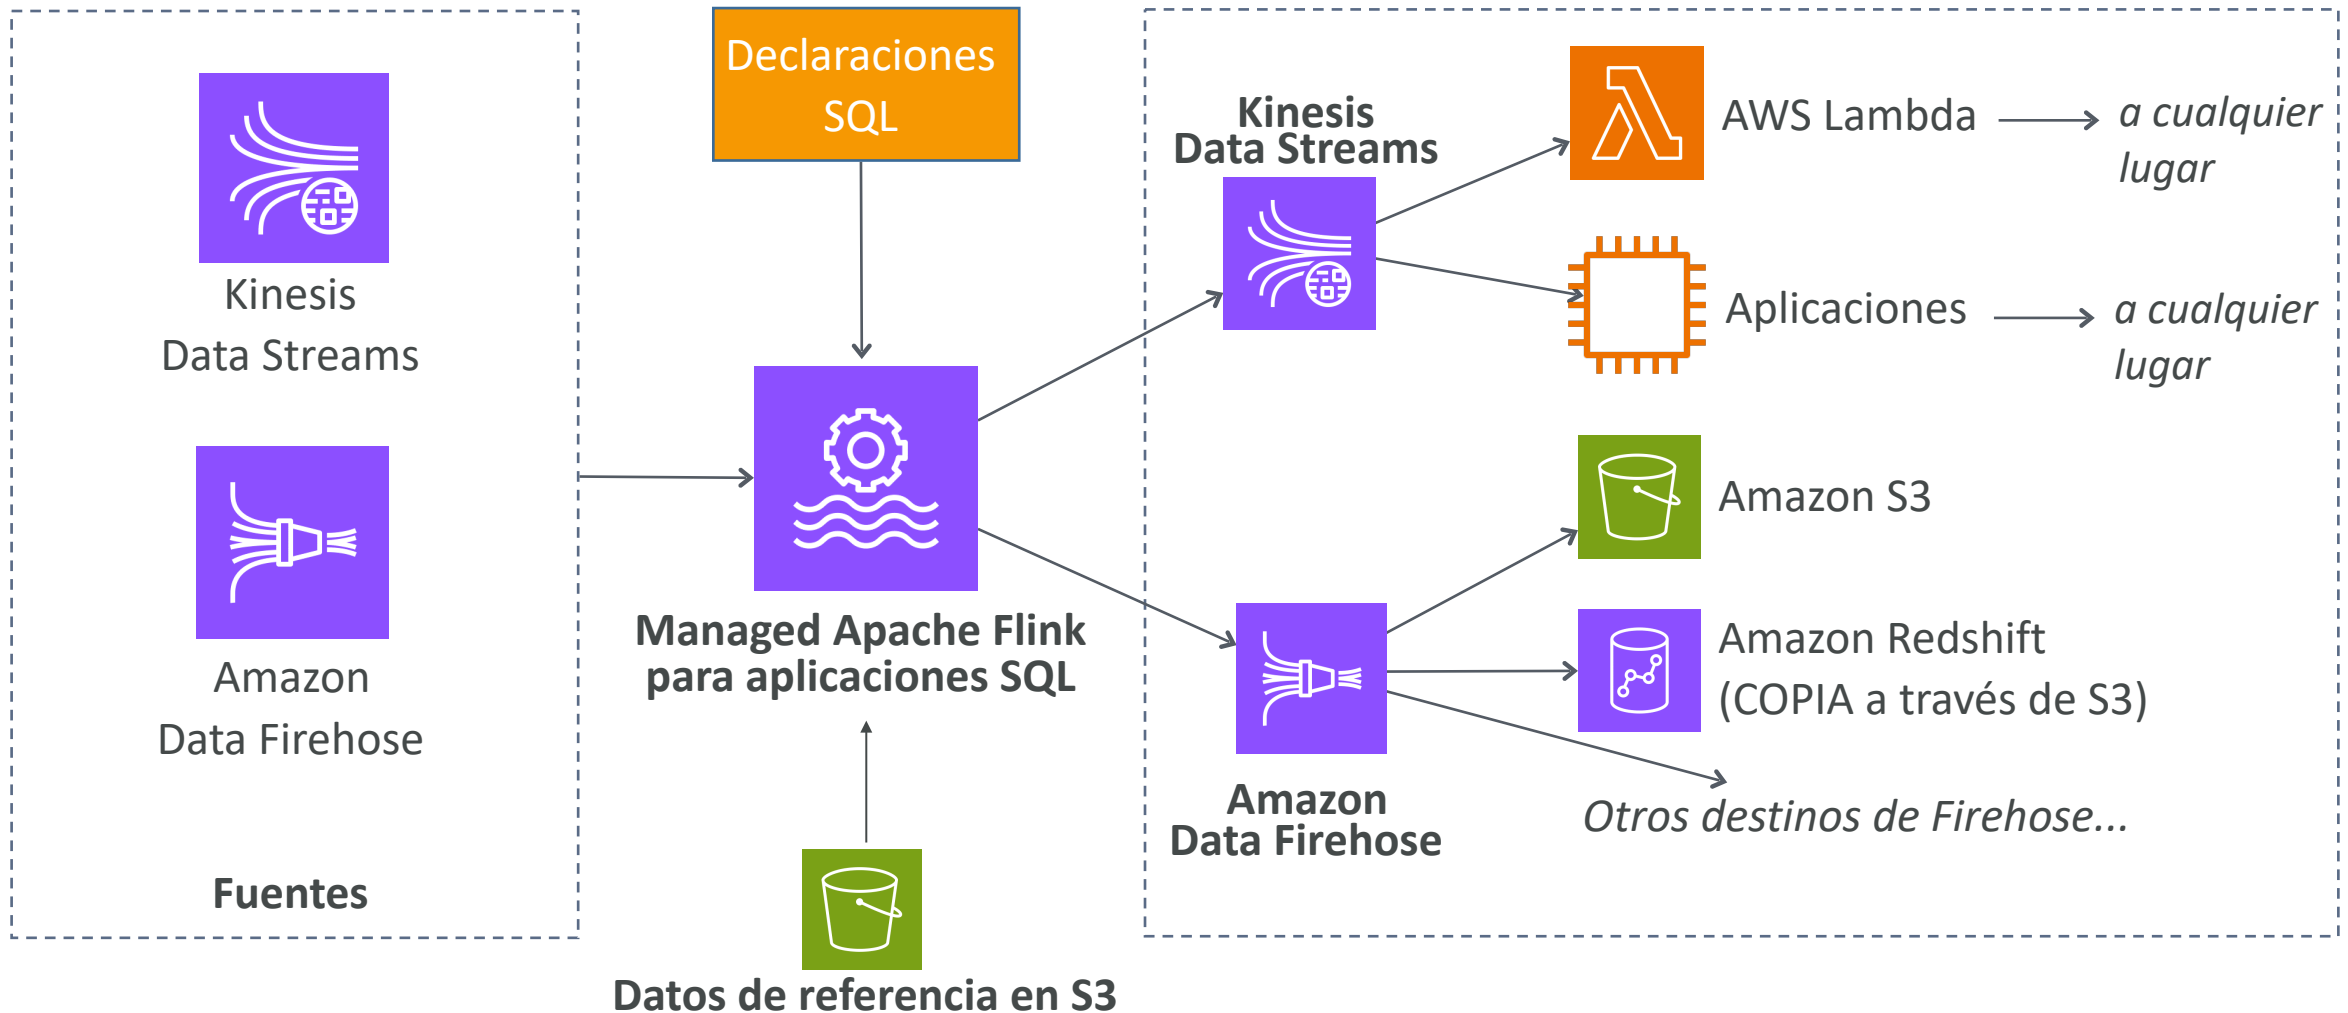 Kinesis
Data Streams
Amazon
Data Firehose
Fuentes
Declaraciones
SQL
Managed Apache Flink
para aplicaciones SQL
Datos de referencia en S3
Kinesis
Data Streams
AWS Lambda
a cualquier
lugar
Aplicaciones
a cualquier
lugar
Amazon S3
Amazon Redshift
(COPIA a través de S3)
Amazon
Data Firehose
Otros destinos de Firehose...